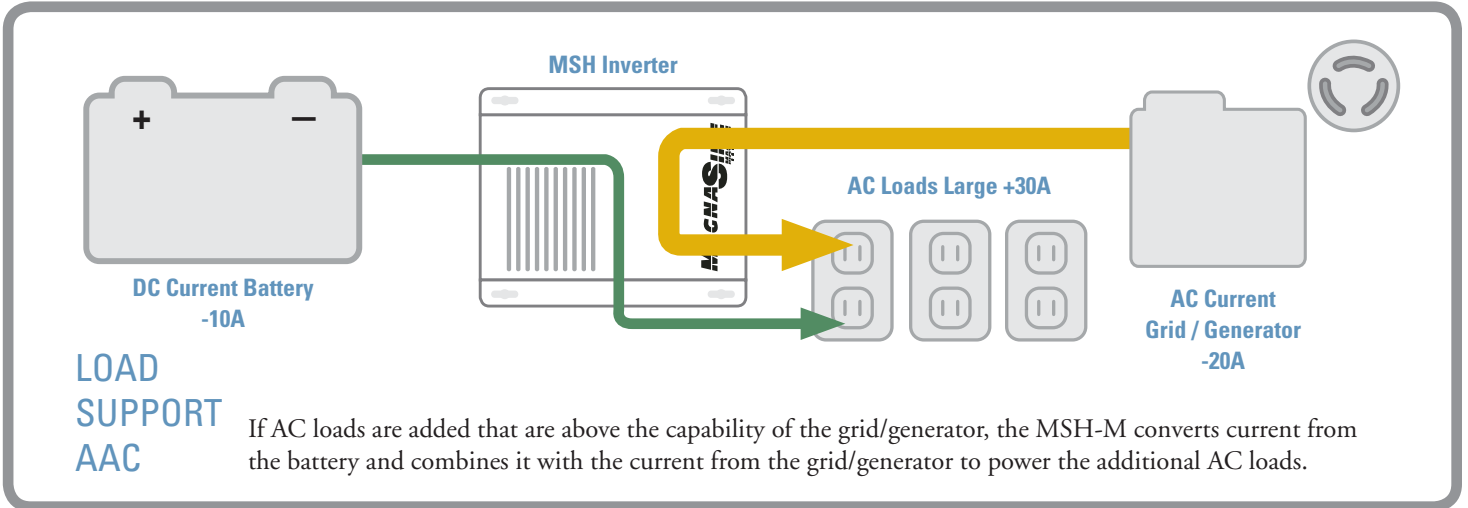 MSH Inverter
+
—
MAGNASINE
AC Loads Large +30A
DC Current Battery
-10A
AC Current
Grid / Generator
-20A
LOAD
SUPPORT
AAC
If AC loads are added that are above the capability of the grid/generator, the MSH-M converts current from
the battery and combines it with the current from the grid/generator to power the additional AC loads.